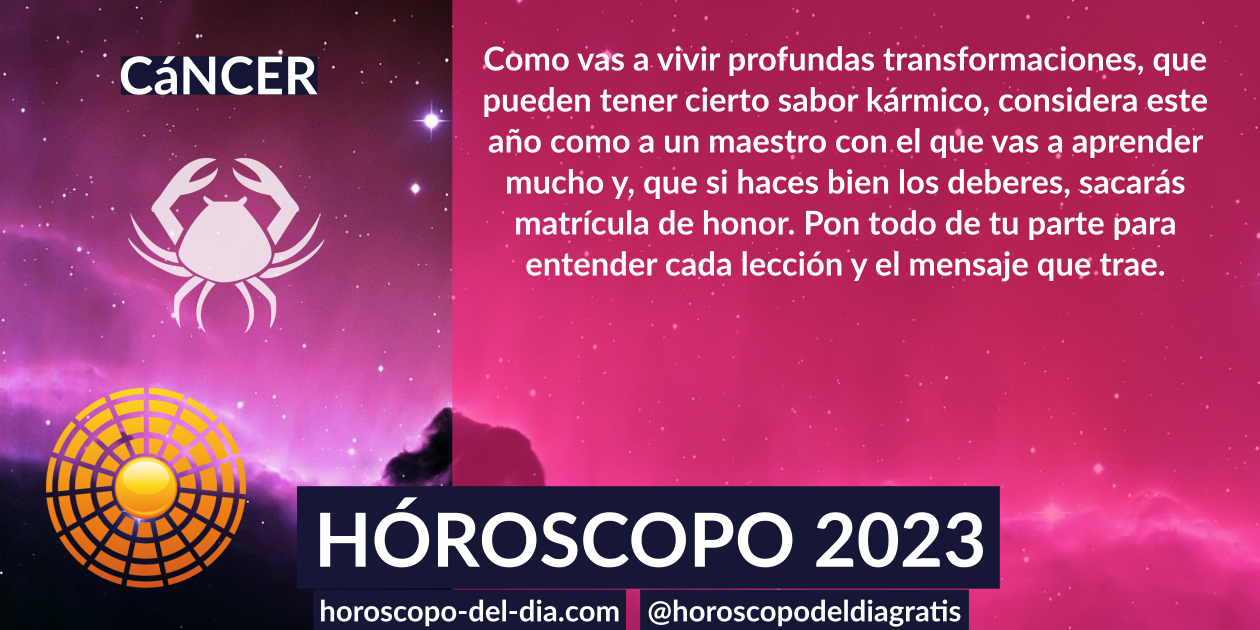 CáNCER
Como vas a vivir profundas transformaciones, que
pueden tener cierto sabor kármico, considera este
año como a un maestro con el que vas a aprender
mucho y, que si haces bien los deberes, sacarás
matrícula de honor. Pon todo de tu parte para
entender cada lección y el mensaje que trae.
HÓROSCOPO 2023
horoscopo-del-dia.com
@horoscopodeldiagratis